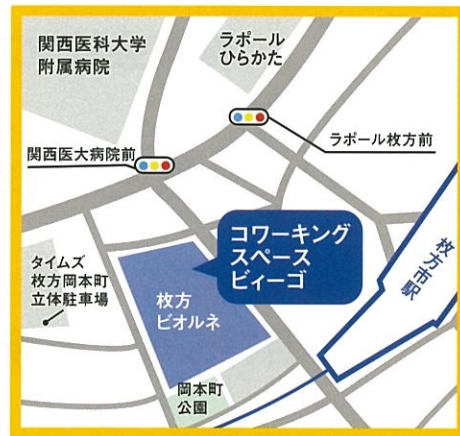 関西医科大学
附属病院
ラポール
ひらかた
関西医大病院前
ラポール枚方前
コワーキング
スペース
ビィーゴ
枚方市駅
タイムズ
枚方岡本町
立体駐車場
枚方
ビオルネ
岡本町
公園